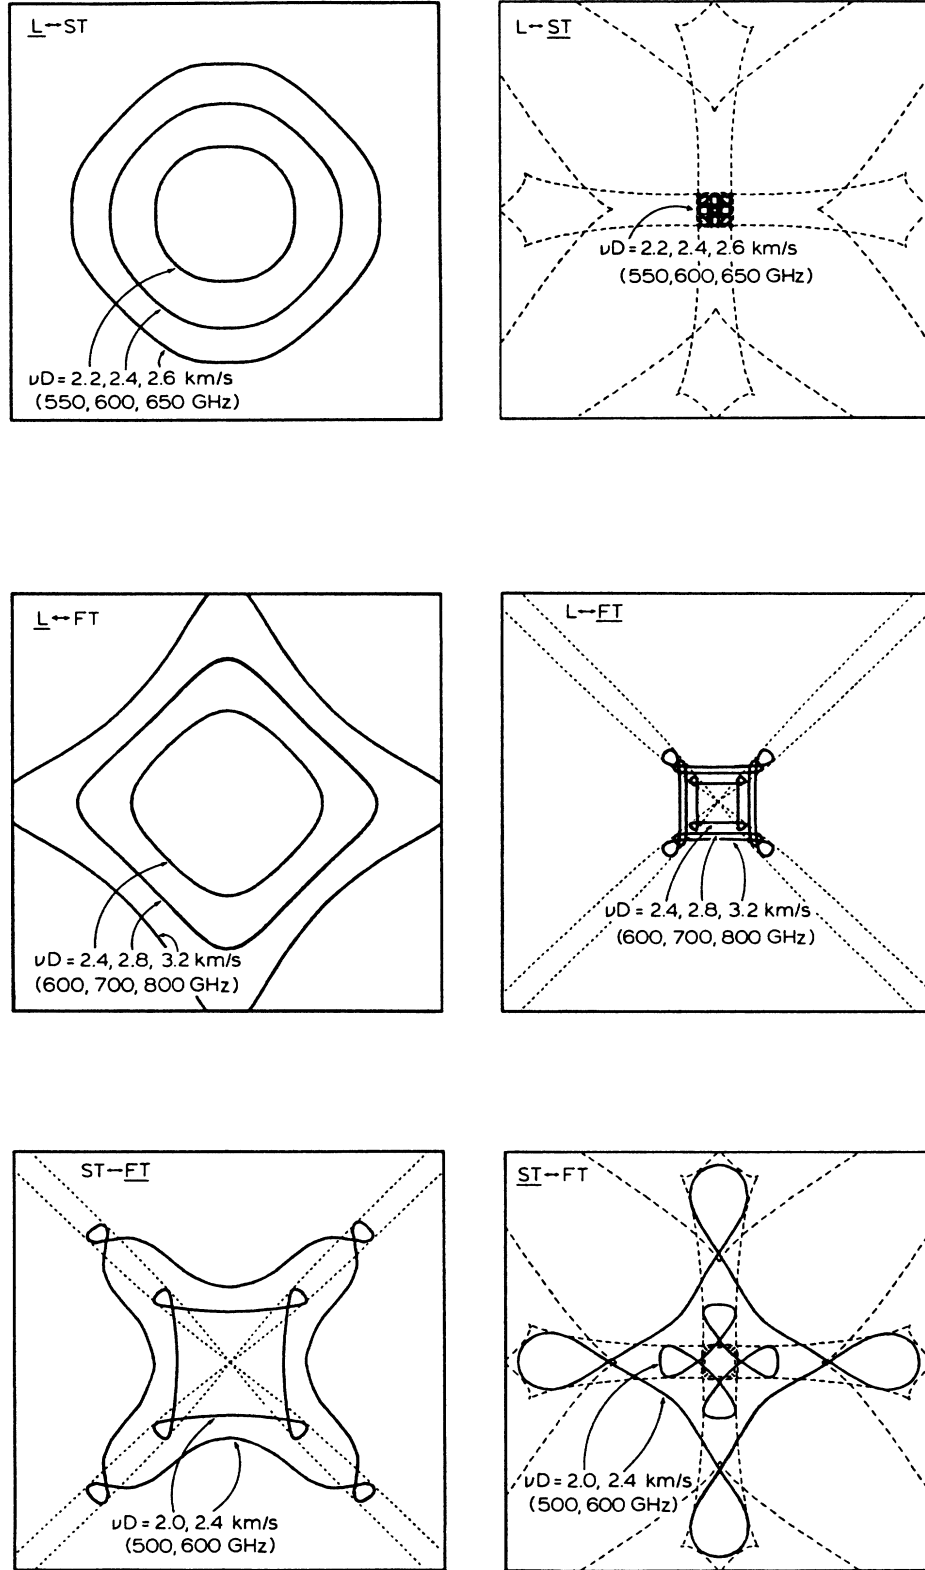 L↔ST
νD=2.2, 2.4, 2.6 km/s
(550, 600, 650 GHz)
L↔ST
νD=2.2, 2.4, 2.6 km/s
(550,600,650 GHz)
L↔FT
νD=2.4, 2.8, 3.2 km/s
(600, 700, 800 GHz)
L↔FT
νD=2.4, 2.8, 3.2 km/s
(600, 700, 800 GHz)
ST↔FT
νD=2.0, 2.4 km/s
(500, 600 GHz)
ST↔FT
νD=2.0, 2.4 km/s
(500, 600 GHz)